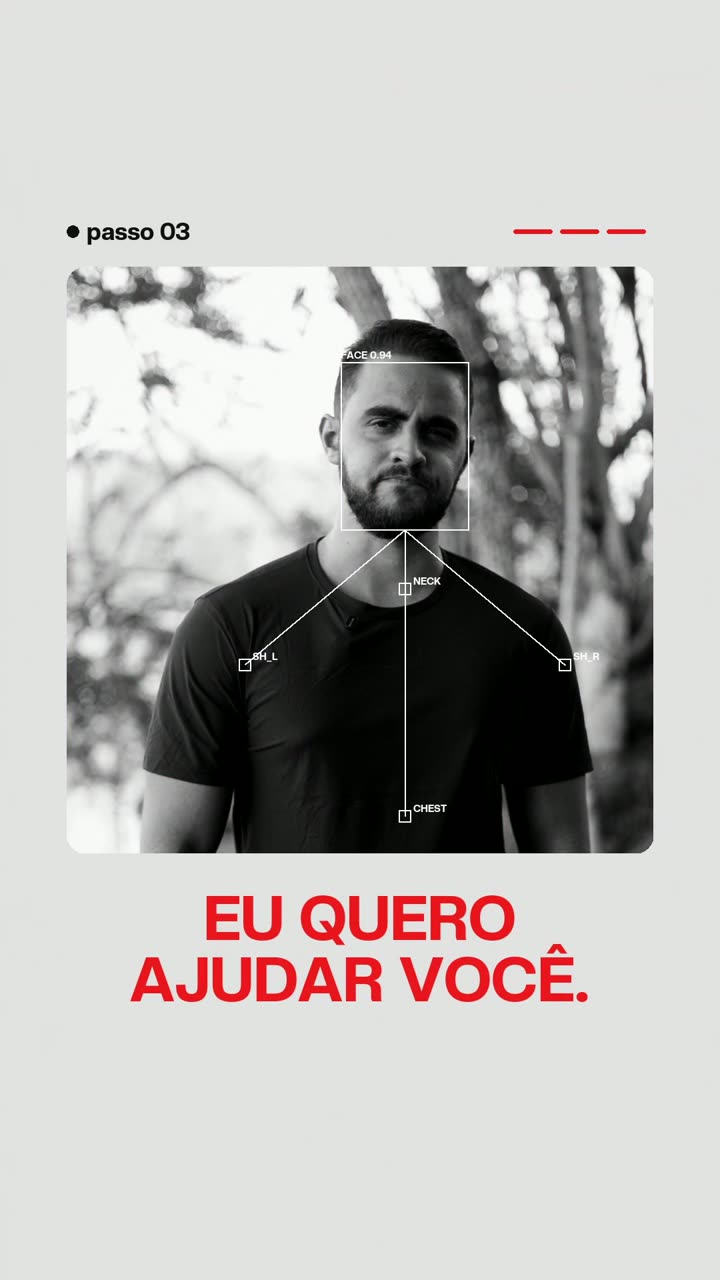 passo 03
FACE 0.94
NECK
SH_L
SH_R
CHEST
EU QUERO
AJUDAR VOCÊ.